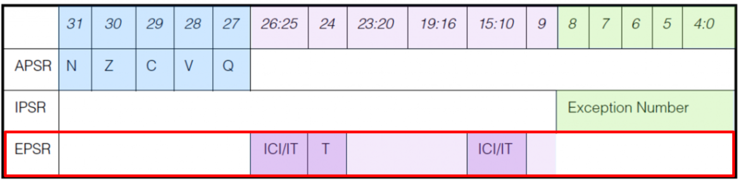 31 30 29 28 27 26:25 24 23:20 19:16 15:10 9 8 7 6 5 4:0
APSR N Z C V Q
IPSR Exception Number
EPSR ICI/IT T ICI/IT